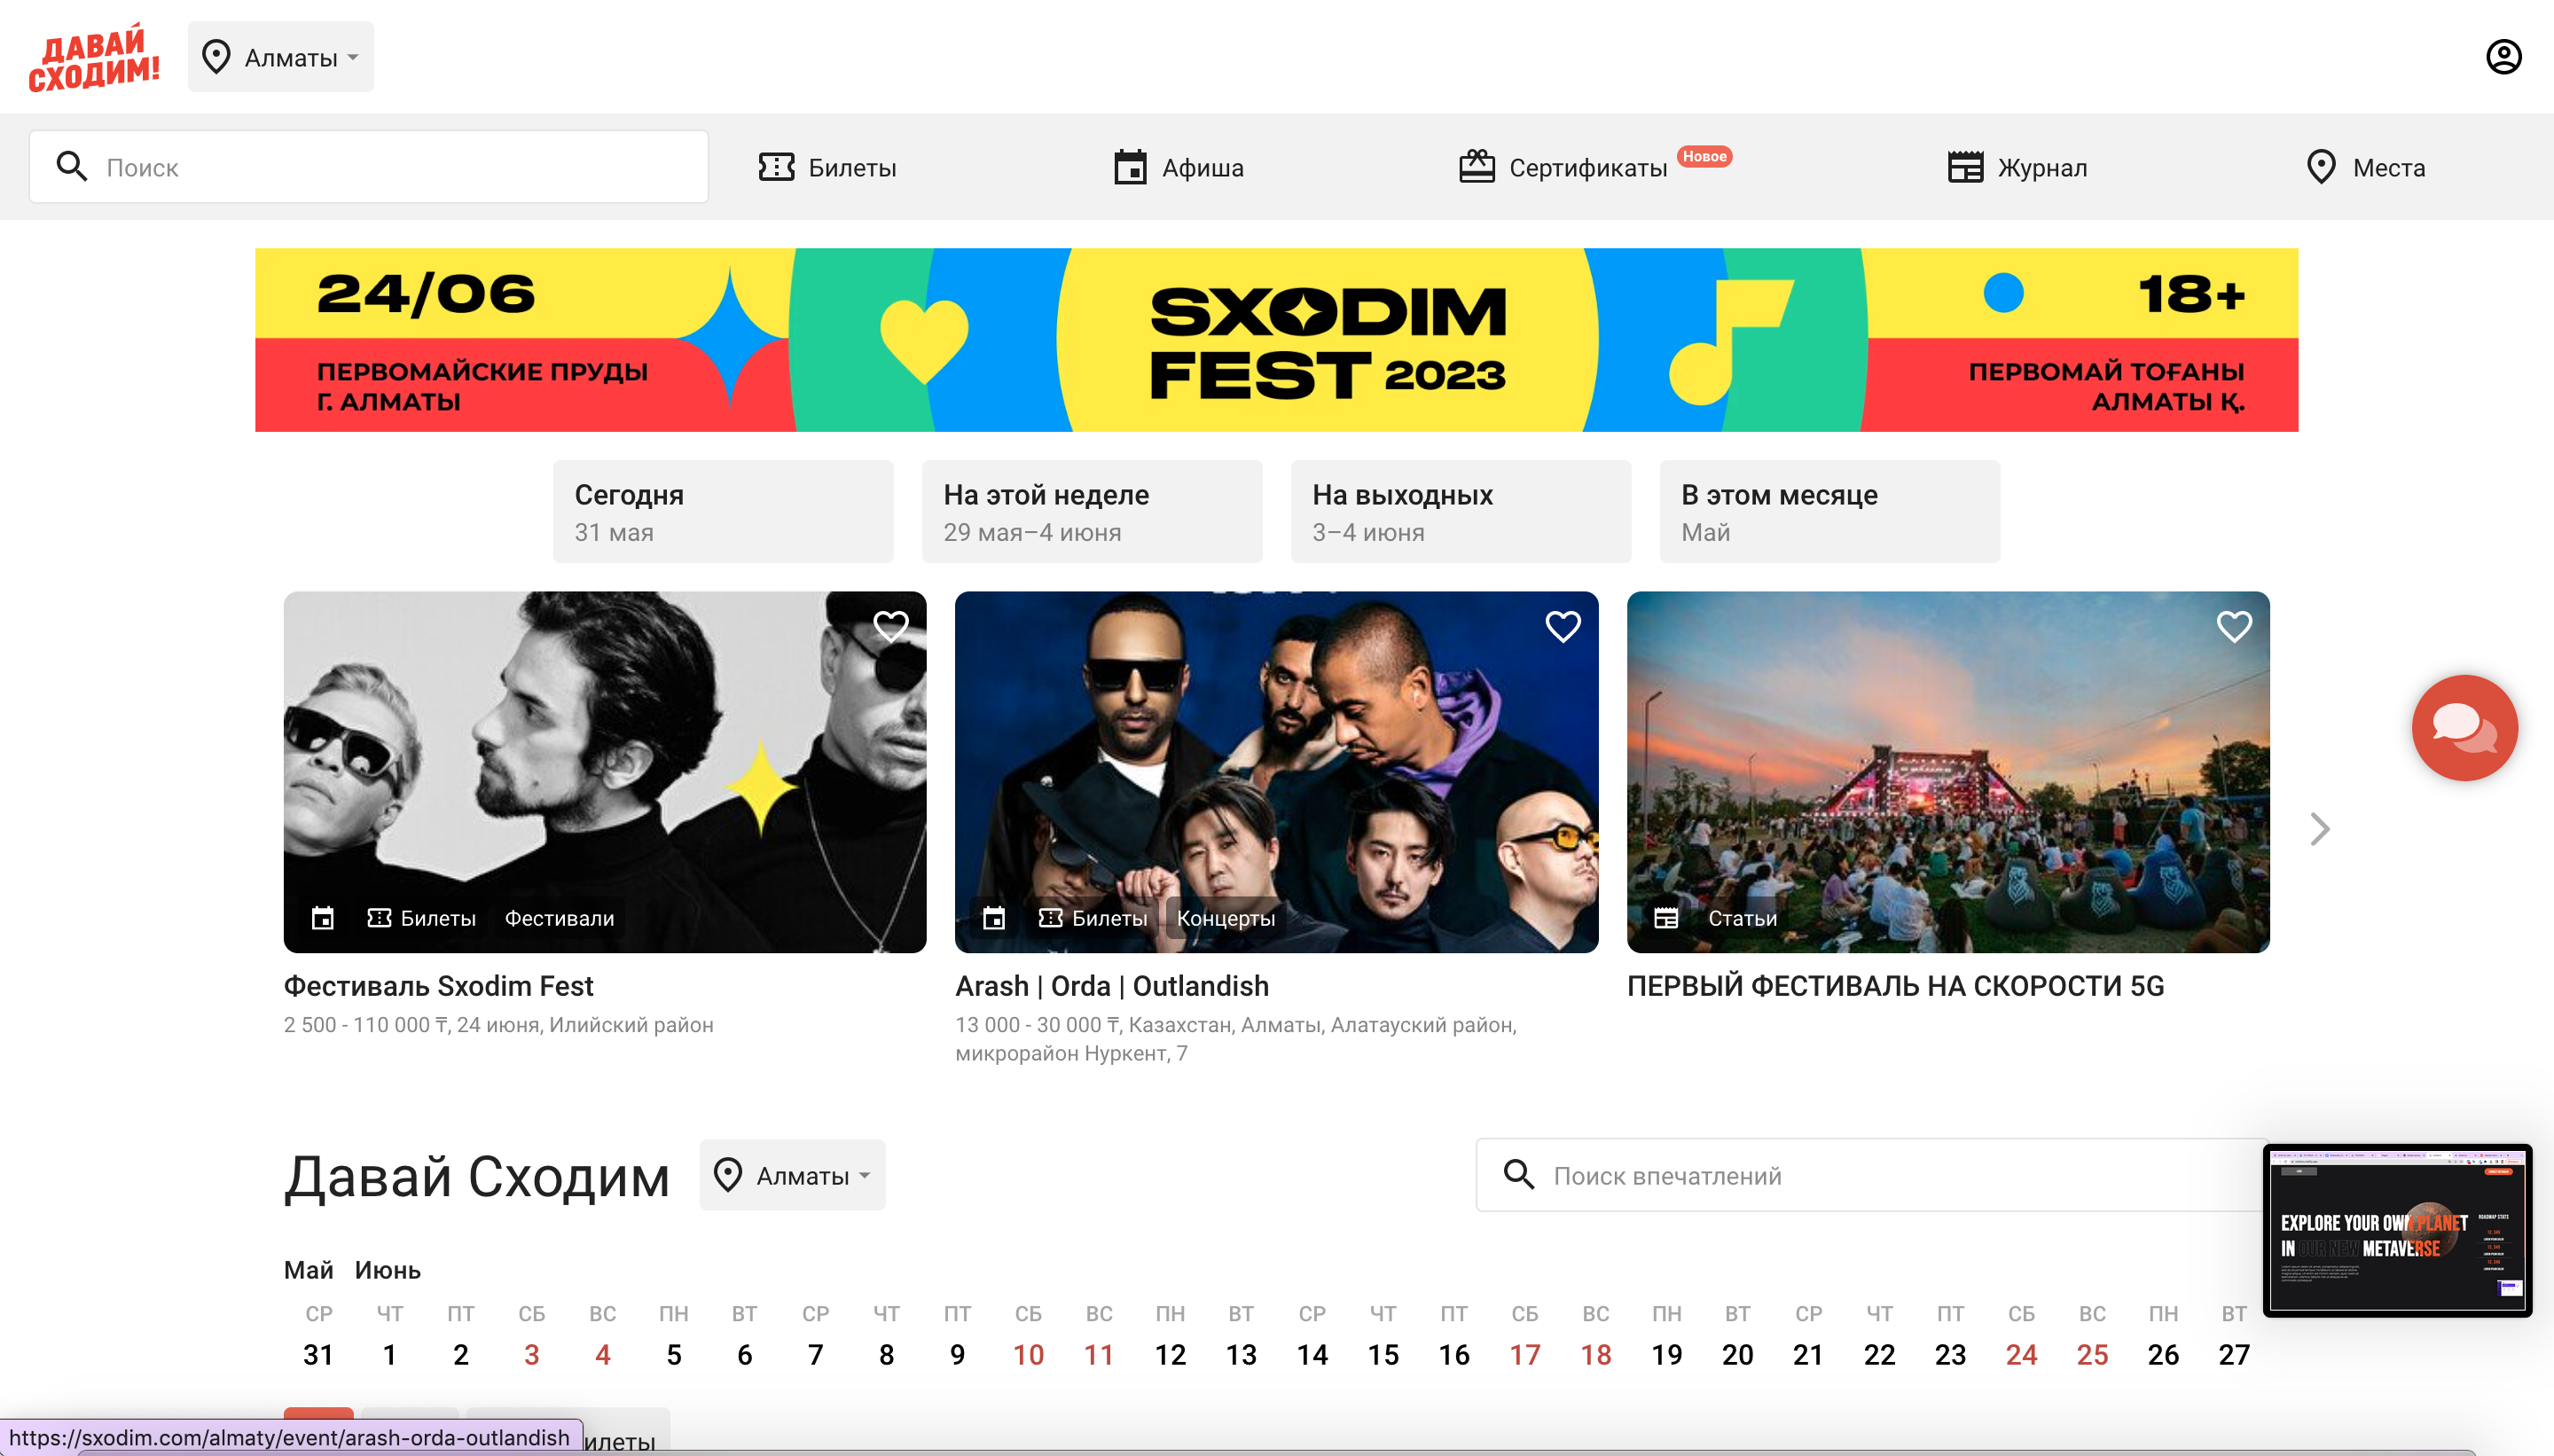 ДАВАЙ
СХОДИМ!
Алматы
Поиск
Билеты
Афиша
Сертификаты
Новое
Журнал
Места
24/06
ПЕРВОМАЙСКИЕ ПРУДЫ
Г. АЛМАТЫ
SXODIM
FEST 2023
18+
ПЕРВОМАЙ ТОҒАНЫ
АЛМАТЫ Қ.
Сегодня
31 мая
На этой неделе
29 мая–4 июня
На выходных
3–4 июня
В этом месяце
Май
Билеты
Фестивали
Фестиваль Sxodim Fest
2 500 - 110 000 ₸, 24 июня, Илийский район
Билеты
Концерты
Arash | Orda | Outlandish
13 000 - 30 000 ₸, Казахстан, Алматы, Алатауский район,
микрорайон Нуркент, 7
Статьи
ПЕРВЫЙ ФЕСТИВАЛЬ НА СКОРОСТИ 5G
Давай Сходим
Алматы
Поиск впечатлений
EXPLORE YOUR OWN PLANET
IN OUR NEW METAVERSE
ROADMAP STATS
Май Июнь
СР ЧТ ПТ СБ ВС ПН ВТ СР ЧТ ПТ СБ ВС ПН ВТ СР ЧТ ПТ СБ ВС ПН ВТ СР ЧТ ПТ СБ ВС ПН ВТ
31 1 2 3 4 5 6 7 8 9 10 11 12 13 14 15 16 17 18 19 20 21 22 23 24 25 26 27
https://sxodim.com/almaty/event/arash-orda-outlandish
илеты